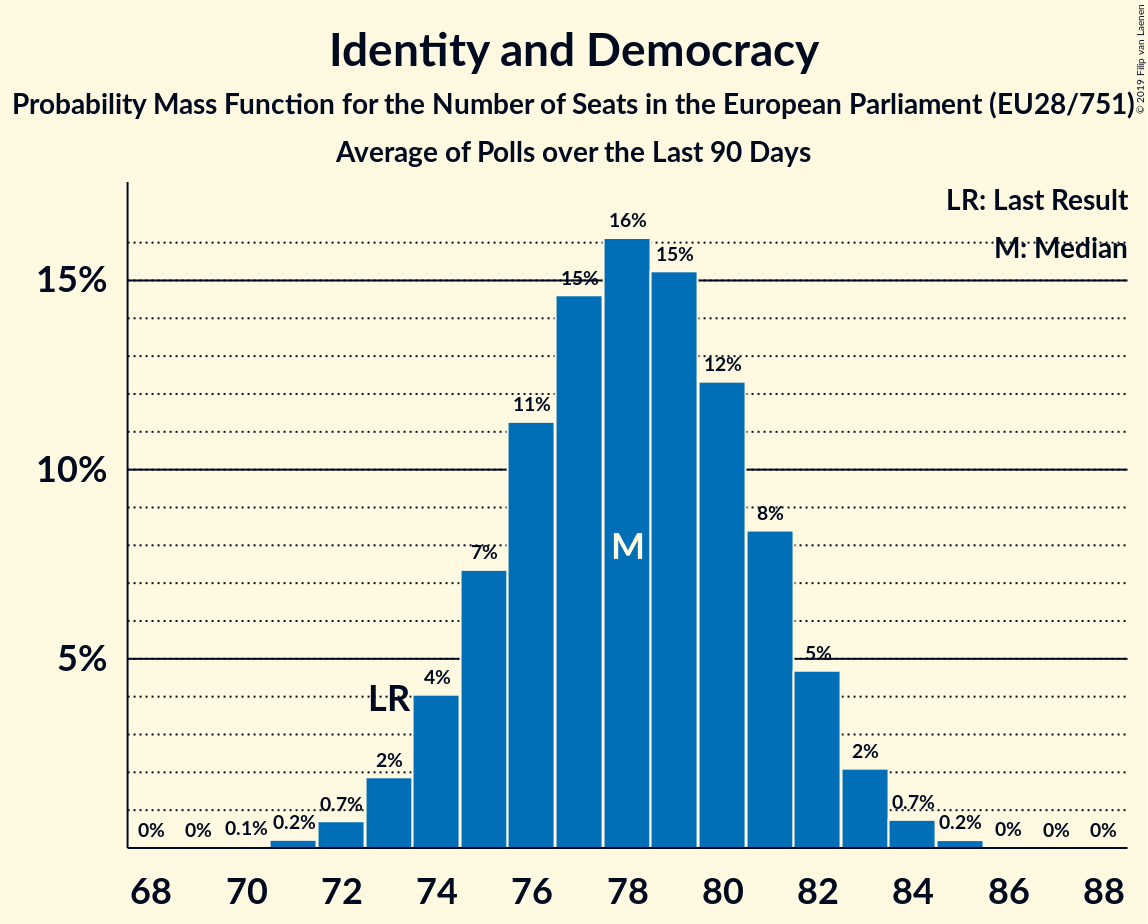 Identity and Democracy
Probability Mass Function for the Number of Seats in the European Parliament (EU28/751)
Average of Polls over the Last 90 Days
© 2019 Filip van Laenen
LR: Last Result
M: Median
15%
10%
5%
0%
0%
0.1%
0.2%
0.7%
2%
LR
4%
7%
11%
15%
16%
M
15%
12%
8%
5%
2%
0.7%
0.2%
0%
0%
0%
68 70 72 74 76 78 80 82 84 86 88